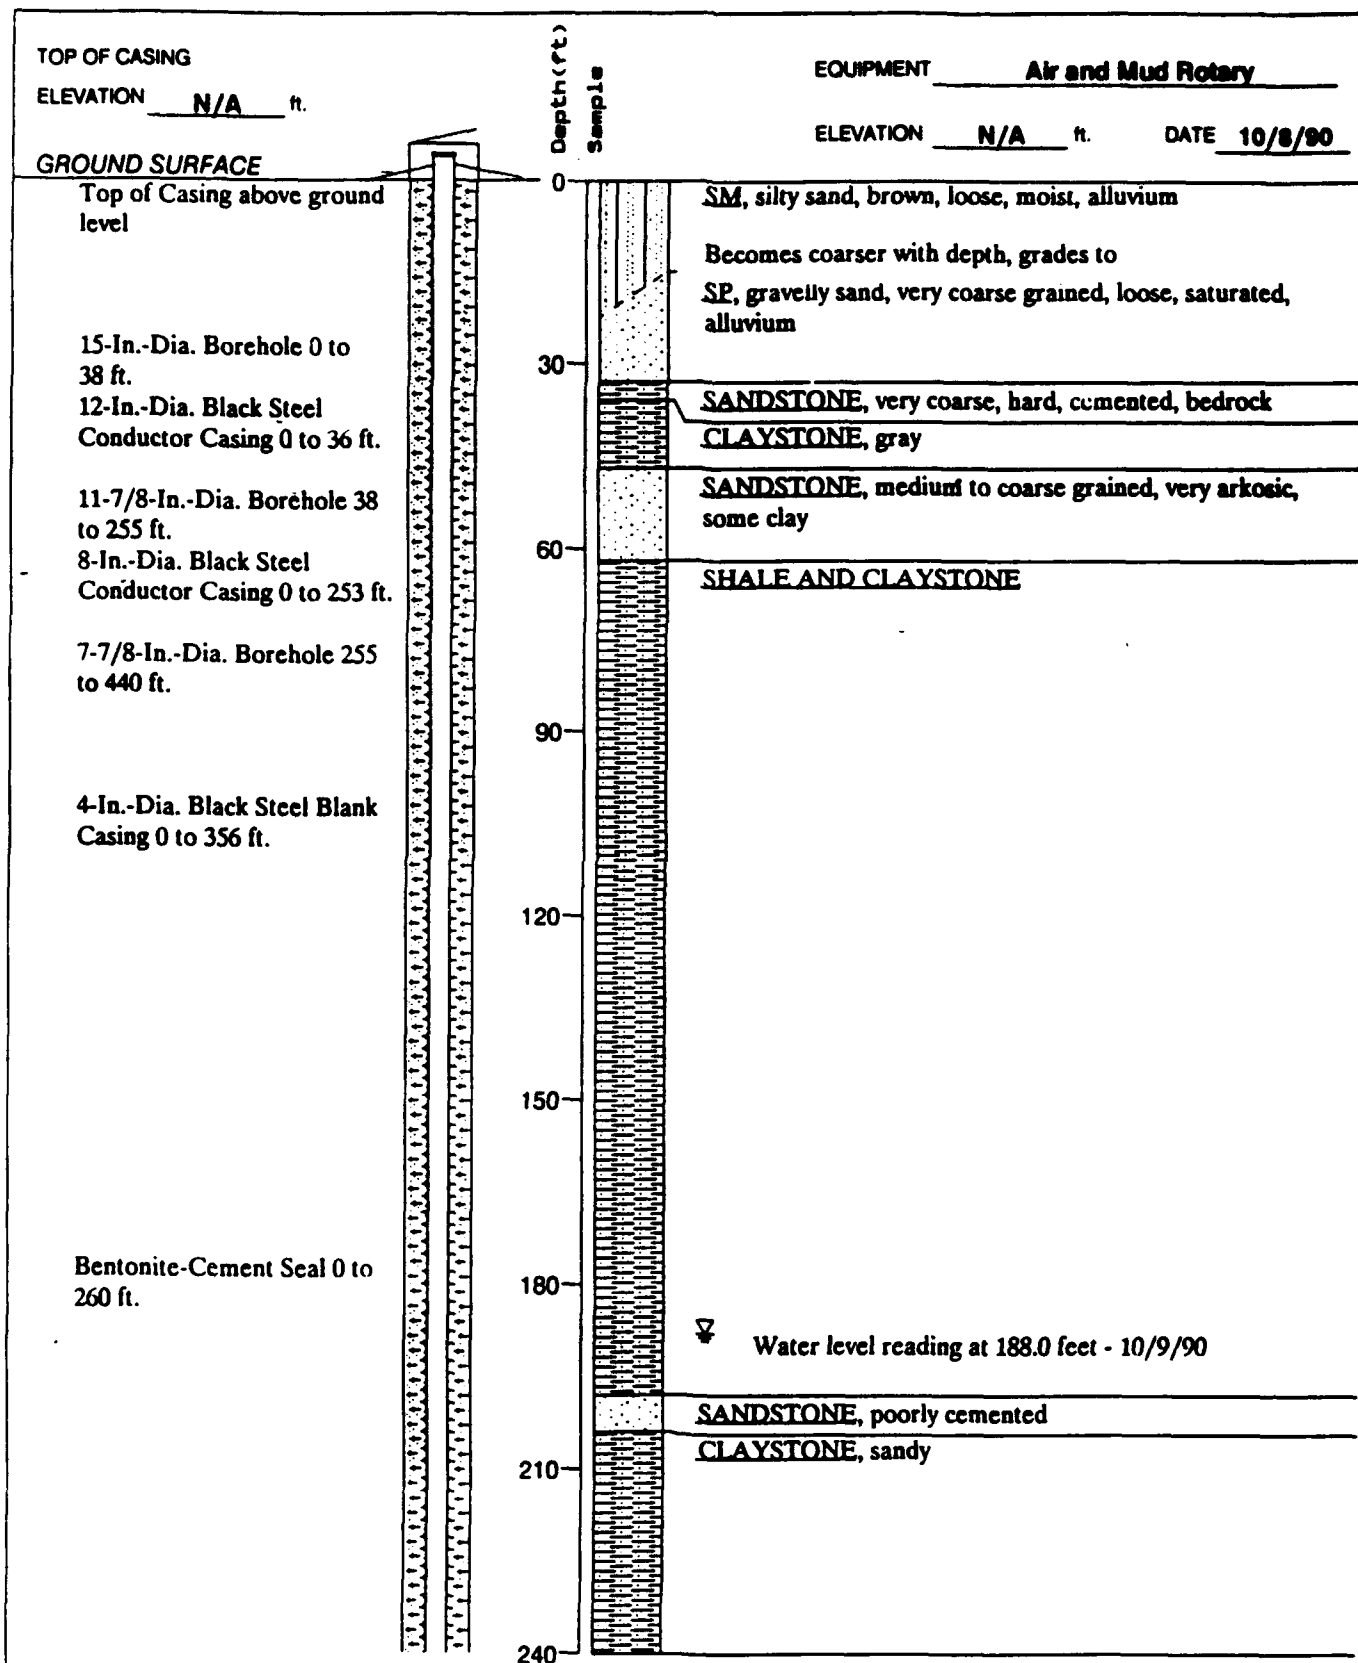 TOP OF CASING
ELEVATION N/A ft.
GROUND SURFACE
Depth(ft)
Sample
EQUIPMENT Air and Mud Rotary
ELEVATION N/A ft. DATE 10/8/90
Top of Casing above ground
level
15-In.-Dia. Borehole 0 to
38 ft.
12-In.-Dia. Black Steel
Conductor Casing 0 to 36 ft.
11-7/8-In.-Dia. Borehole 38
to 255 ft.
8-In.-Dia. Black Steel
Conductor Casing 0 to 253 ft.
7-7/8-In.-Dia. Borehole 255
to 440 ft.
4-In.-Dia. Black Steel Blank
Casing 0 to 356 ft.
Bentonite-Cement Seal 0 to
260 ft.
0
30
60
90
120
150
180
210
240
SM, silty sand, brown, loose, moist, alluvium
Becomes coarser with depth, grades to
SP, gravelly sand, very coarse grained, loose, saturated,
alluvium
SANDSTONE, very coarse, hard, cemented, bedrock
CLAYSTONE, gray
SANDSTONE, medium to coarse grained, very arkosic,
some clay
SHALE AND CLAYSTONE
Water level reading at 188.0 feet - 10/9/90
SANDSTONE, poorly cemented
CLAYSTONE, sandy